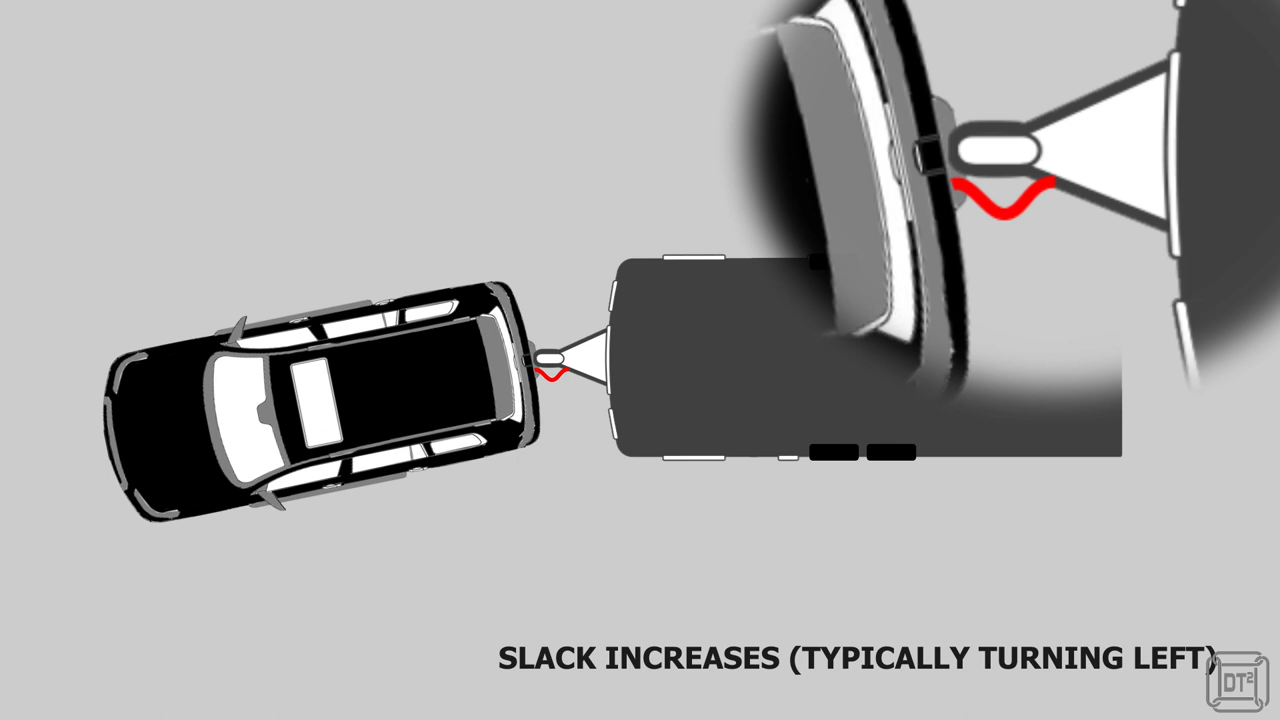 SLACK INCREASES (TYPICALLY TURNING LEFT)
DT²